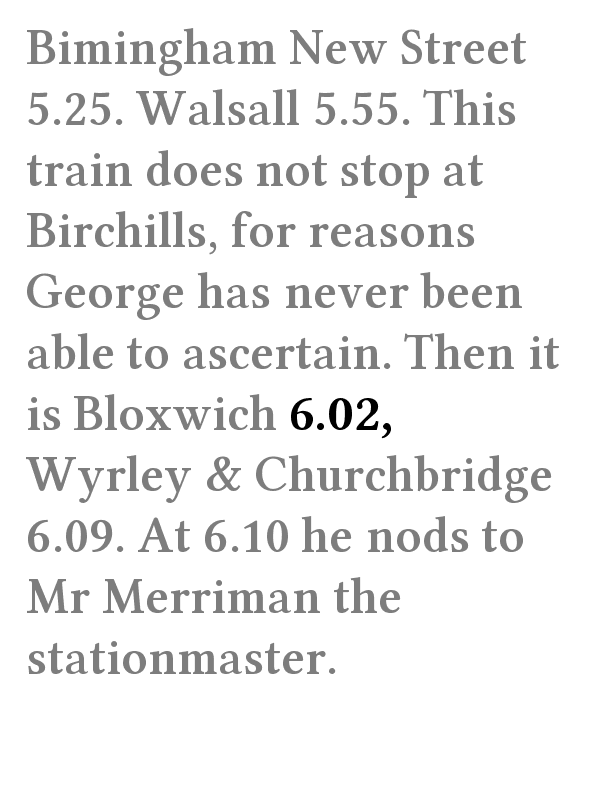 Bimingham New Street
5.25. Walsall 5.55. This
train does not stop at
Birchills, for reasons
George has never been
able to ascertain. Then it
is Bloxwich 6.02,
Wyrley & Churchbridge
6.09. At 6.10 he nods to
Mr Merriman the
stationmaster.